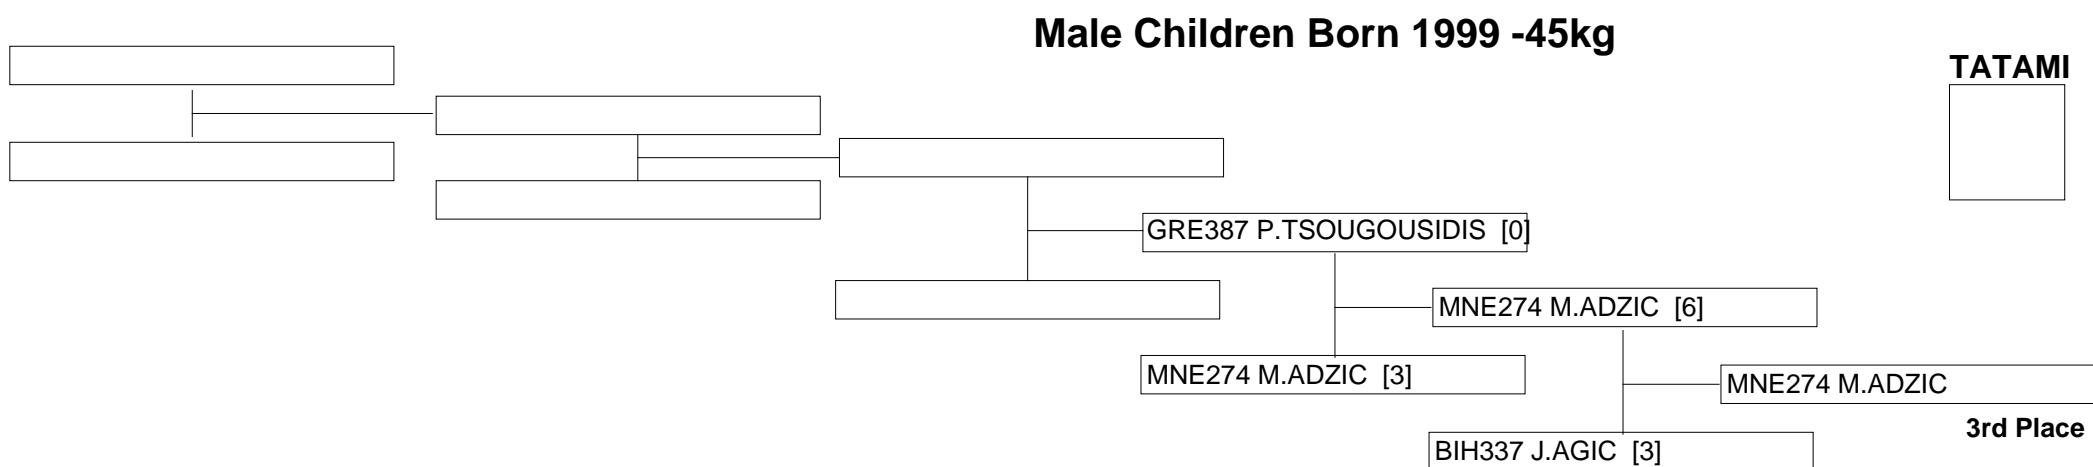 Male Children Born 1999 -45kg
TATAMI
GRE387 P.TSOUGOUSIDIS [0]
MNE274 M.ADZIC [6]
MNE274 M.ADZIC [3]
MNE274 M.ADZIC
3rd Place
BIH337 J.AGIC [3]